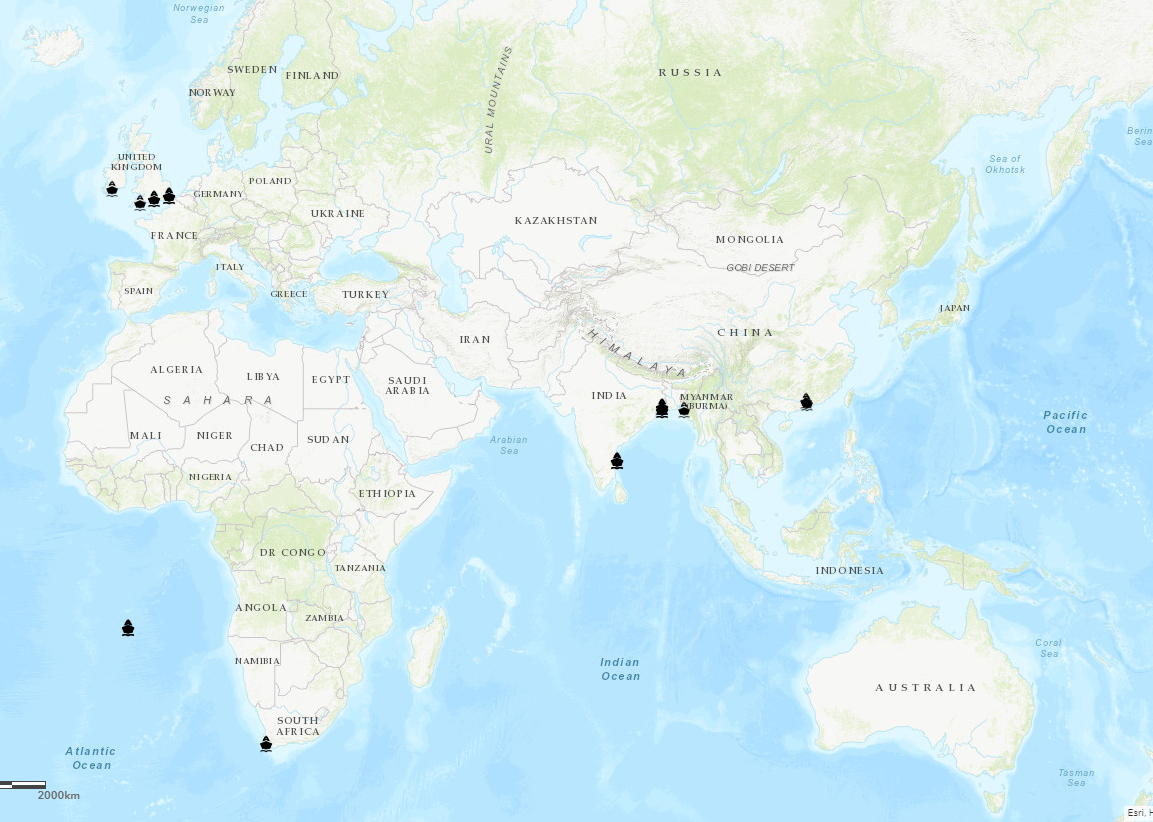 Norwegian
Sea
SWEDEN
FINLAND
NORWAY
URAL MOUNTAINS
RUSSIA
Berin
Sea
Sea of
Okhotsk
UNITED
KINGDOM
POLAND
GERMANY
UKRAINE
KAZAKHSTAN
MONGOLIA
FRANCE
ITALY
GOBI DESERT
SPAIN
GREECE
TURKEY
JAPAN
IRAN
CHINA
HIMALAYA
ALGERIA
LIBYA
EGYPT
SAUDI
ARABIA
INDIA
MYANMAR
(BURMA)
SAHARA
Pacific
Ocean
MALI
NIGER
CHAD
SUDAN
Arabian
Sea
NIGERIA
ETHIOPIA
DR CONGO
TANZANIA
INDONESIA
ANGOLA
ZAMBIA
Coral
Sea
NAMIBIA
Indian
Ocean
AUSTRALIA
SOUTH
AFRICA
Atlantic
Ocean
Tasman
Sea
2000km
Esri, H